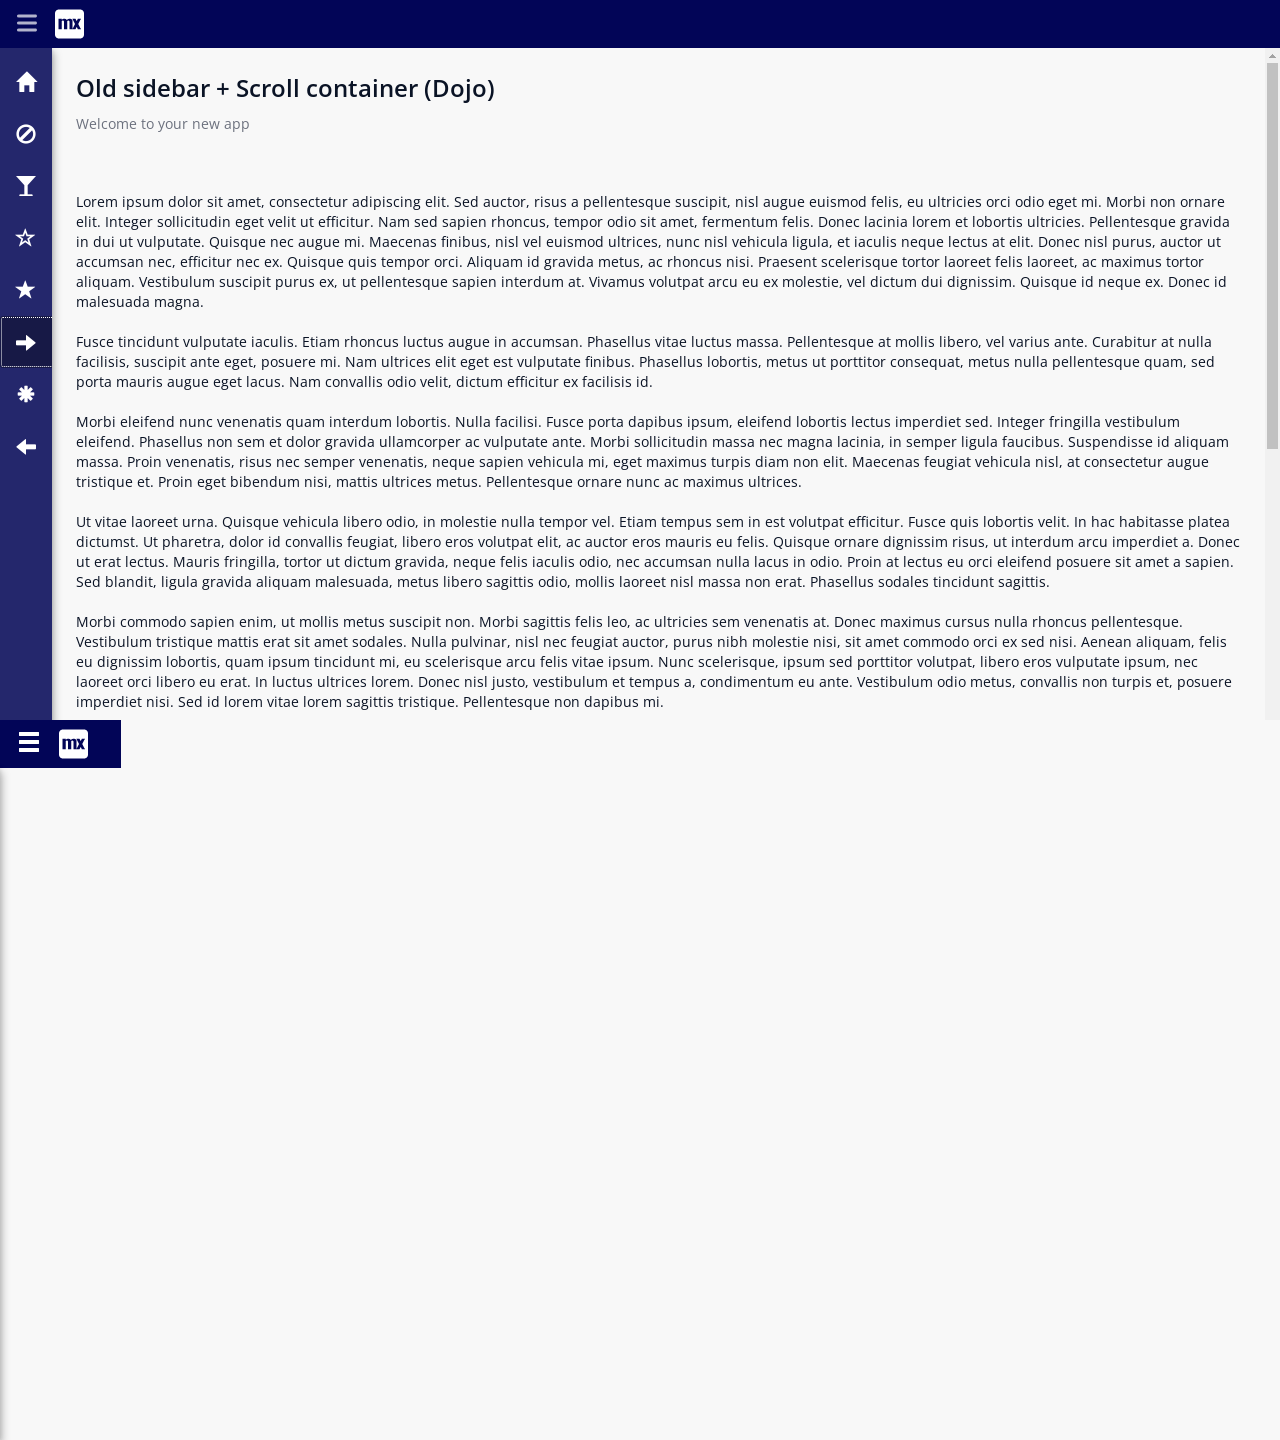 mx
Old sidebar + Scroll container (Dojo)
Welcome to your new app
Lorem ipsum dolor sit amet, consectetur adipiscing elit. Sed auctor, risus a pellentesque suscipit, nisl augue euismod felis, eu ultricies orci odio eget mi. Morbi non ornare
elit. Integer sollicitudin eget velit ut efficitur. Nam sed sapien rhoncus, tempor odio sit amet, fermentum felis. Donec lacinia lorem et lobortis ultricies. Pellentesque gravida
in dui ut vulputate. Quisque nec augue mi. Maecenas finibus, nisl vel euismod ultrices, nunc nisl vehicula ligula, et iaculis neque lectus at elit. Donec nisl purus, auctor ut
accumsan nec, efficitur nec ex. Quisque quis tempor orci. Aliquam id gravida metus, ac rhoncus nisi. Praesent scelerisque tortor laoreet felis laoreet, ac maximus tortor
aliquam. Vestibulum suscipit purus ex, ut pellentesque sapien interdum at. Vivamus volutpat arcu eu ex molestie, vel dictum dui dignissim. Quisque id neque ex. Donec id
malesuada magna.
Fusce tincidunt vulputate iaculis. Etiam rhoncus luctus augue in accumsan. Phasellus vitae luctus massa. Pellentesque at mollis libero, vel varius ante. Curabitur at nulla
facilisis, suscipit ante eget, posuere mi. Nam ultrices elit eget est vulputate finibus. Phasellus lobortis, metus ut porttitor consequat, metus nulla pellentesque quam, sed
porta mauris augue eget lacus. Nam convallis odio velit, dictum efficitur ex facilisis id.
Morbi eleifend nunc venenatis quam interdum lobortis. Nulla facilisi. Fusce porta dapibus ipsum, eleifend lobortis lectus imperdiet sed. Integer fringilla vestibulum
eleifend. Phasellus non sem et dolor gravida ullamcorper ac vulputate ante. Morbi sollicitudin massa nec magna lacinia, in semper ligula faucibus. Suspendisse id aliquam
massa. Proin venenatis, risus nec semper venenatis, neque sapien vehicula mi, eget maximus turpis diam non elit. Maecenas feugiat vehicula nisl, at consectetur augue
tristique et. Proin eget bibendum nisi, mattis ultrices metus. Pellentesque ornare nunc ac maximus ultrices.
Ut vitae laoreet urna. Quisque vehicula libero odio, in molestie nulla tempor vel. Etiam tempus sem in est volutpat efficitur. Fusce quis lobortis velit. In hac habitasse platea
dictumst. Ut pharetra, dolor id convallis feugiat, libero eros volutpat elit, ac auctor eros mauris eu felis. Quisque ornare dignissim risus, ut interdum arcu imperdiet a. Donec
ut erat lectus. Mauris fringilla, tortor ut dictum gravida, neque felis iaculis odio, nec accumsan nulla lacus in odio. Proin at lectus eu orci eleifend posuere sit amet a sapien.
Sed blandit, ligula gravida aliquam malesuada, metus libero sagittis odio, mollis laoreet nisl massa non erat. Phasellus sodales tincidunt sagittis.
Morbi commodo sapien enim, ut mollis metus suscipit non. Morbi sagittis felis leo, ac ultricies sem venenatis at. Donec maximus cursus nulla rhoncus pellentesque.
Vestibulum tristique mattis erat sit amet sodales. Nulla pulvinar, nisl nec feugiat auctor, purus nibh molestie nisi, sit amet commodo orci ex sed nisi. Aenean aliquam, felis
eu dignissim lobortis, quam ipsum tincidunt mi, eu scelerisque arcu felis vitae ipsum. Nunc scelerisque, ipsum sed porttitor volutpat, libero eros vulputate ipsum, nec
laoreet orci libero eu erat. In luctus ultrices lorem. Donec nisl justo, vestibulum et tempus a, condimentum eu ante. Vestibulum odio metus, convallis non turpis et, posuere
imperdiet nisi. Sed id lorem vitae lorem sagittis tristique. Pellentesque non dapibus mi.
mx